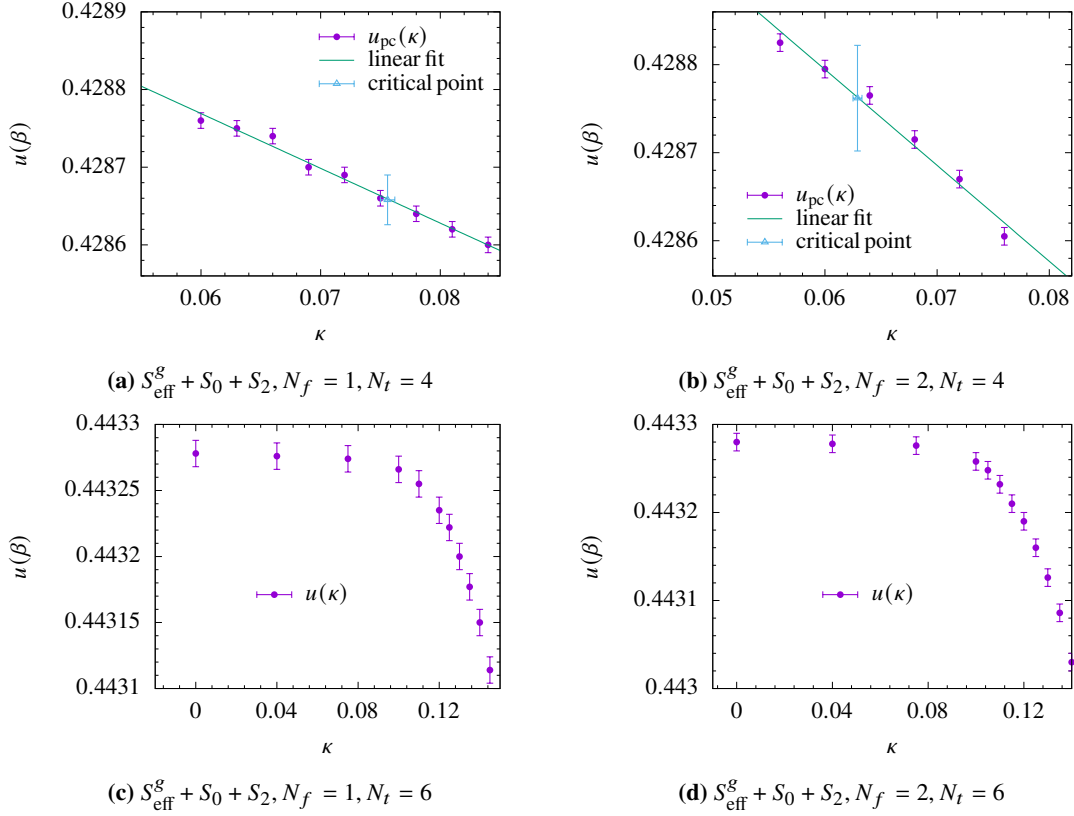 0.4289
0.4288
0.4287
0.4286
u(β)
u_pc(κ)
linear fit
critical point
0.06 0.07 0.08
κ
(a) S^g_eff + S_0 + S_2, N_f = 1, N_t = 4
0.4288
0.4287
0.4286
u(β)
u_pc(κ)
linear fit
critical point
0.05 0.06 0.07 0.08
κ
(b) S^g_eff + S_0 + S_2, N_f = 2, N_t = 4
0.4433
0.44325
0.4432
0.44315
0.4431
u(β)
u(κ)
0 0.04 0.08 0.12
κ
(c) S^g_eff + S_0 + S_2, N_f = 1, N_t = 6
0.4433
0.4432
0.4431
0.443
u(β)
u(κ)
0 0.04 0.08 0.12
κ
(d) S^g_eff + S_0 + S_2, N_f = 2, N_t = 6